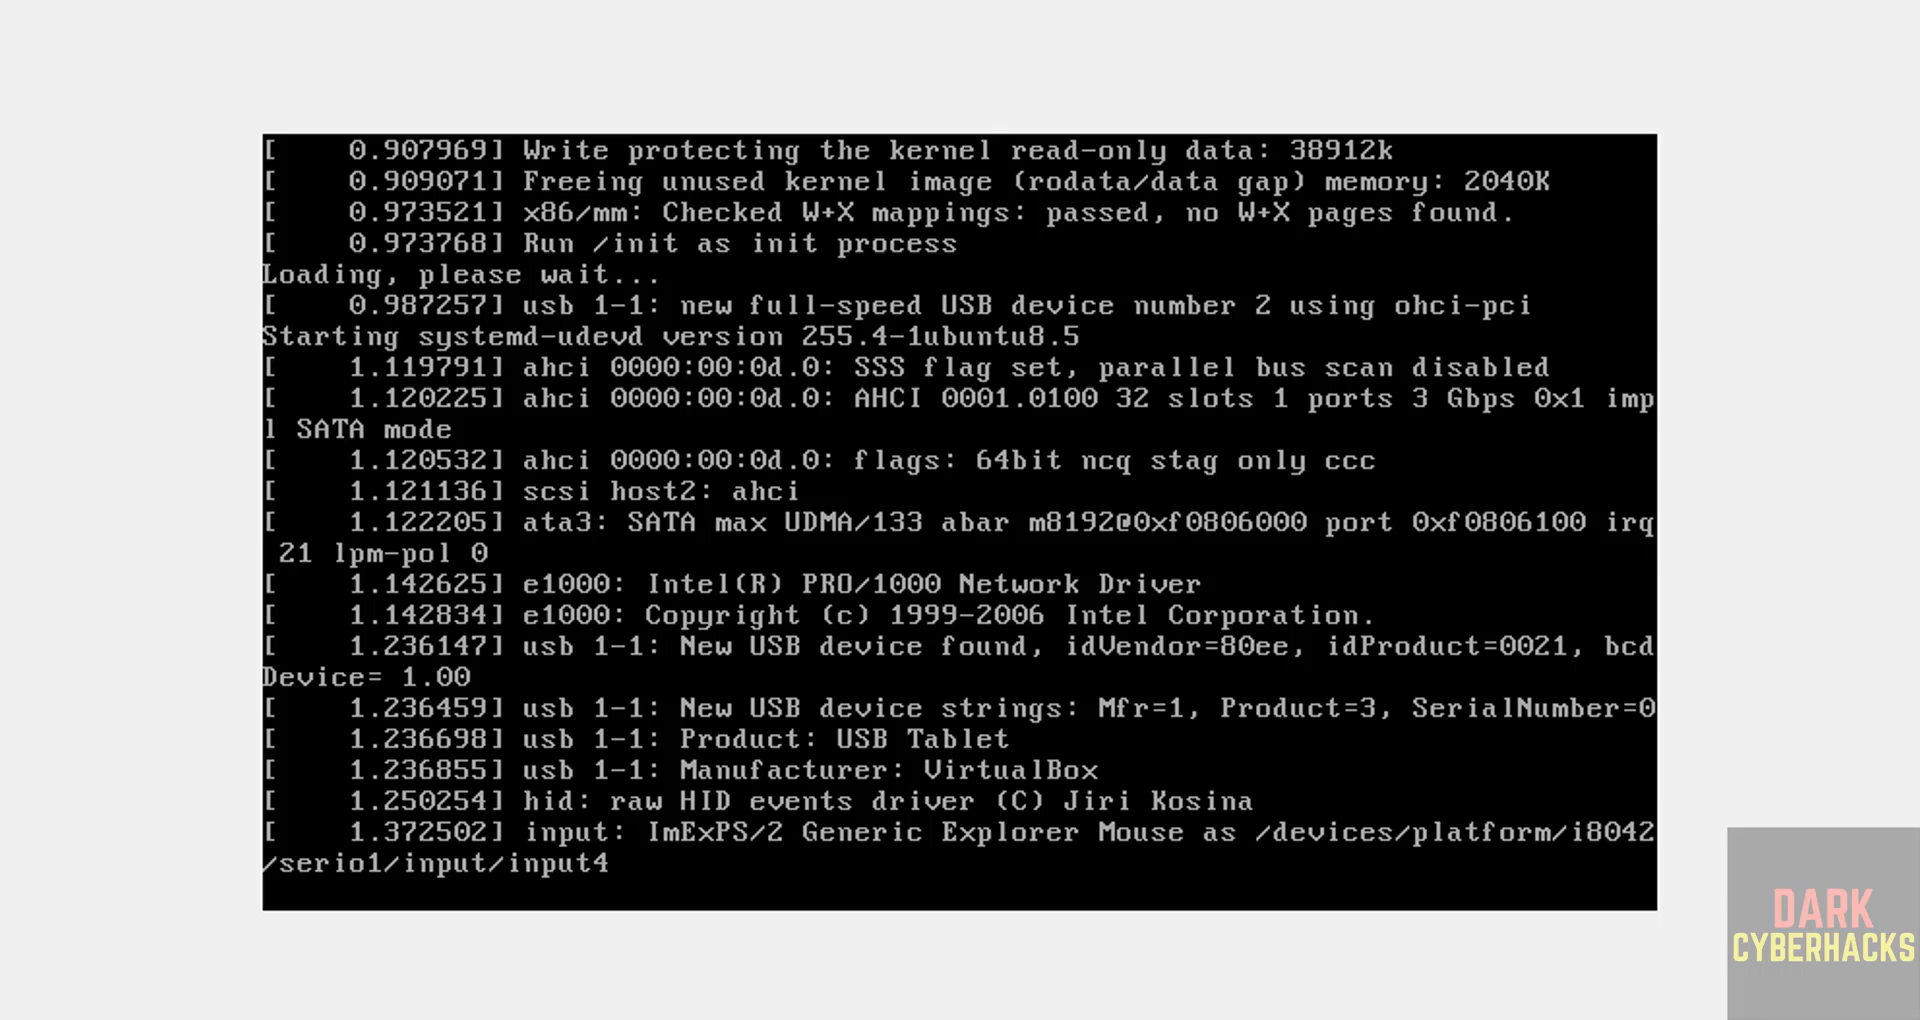 [    0.907969] Write protecting the kernel read-only data: 38912k
[    0.909071] Freeing unused kernel image (rodata/data gap) memory: 2040K
[    0.973521] x86/mm: Checked W+X mappings: passed, no W+X pages found.
[    0.973768] Run /init as init process
Loading, please wait...
[    0.987257] usb 1-1: new full-speed USB device number 2 using ohci-pci
Starting systemd-udevd version 255.4-1ubuntu8.5
[    1.119791] ahci 0000:00:0d.0: SSS flag set, parallel bus scan disabled
[    1.120225] ahci 0000:00:0d.0: AHCI 0001.0100 32 slots 1 ports 3 Gbps 0x1 imp
l SATA mode
[    1.120532] ahci 0000:00:0d.0: flags: 64bit ncq stag only ccc
[    1.121136] scsi host2: ahci
[    1.122205] ata3: SATA max UDMA/133 abar m8192@0xf0806000 port 0xf0806100 irq
 21 lpm-pol 0
[    1.142625] e1000: Intel(R) PRO/1000 Network Driver
[    1.142834] e1000: Copyright (c) 1999-2006 Intel Corporation.
[    1.236147] usb 1-1: New USB device found, idVendor=80ee, idProduct=0021, bcd
Device= 1.00
[    1.236459] usb 1-1: New USB device strings: Mfr=1, Product=3, SerialNumber=0
[    1.236698] usb 1-1: Product: USB Tablet
[    1.236855] usb 1-1: Manufacturer: VirtualBox
[    1.250254] hid: raw HID events driver (C) Jiri Kosina
[    1.372502] input: ImExPS/2 Generic Explorer Mouse as /devices/platform/i8042
/serio1/input/input4
DARK
CYBERHACKS